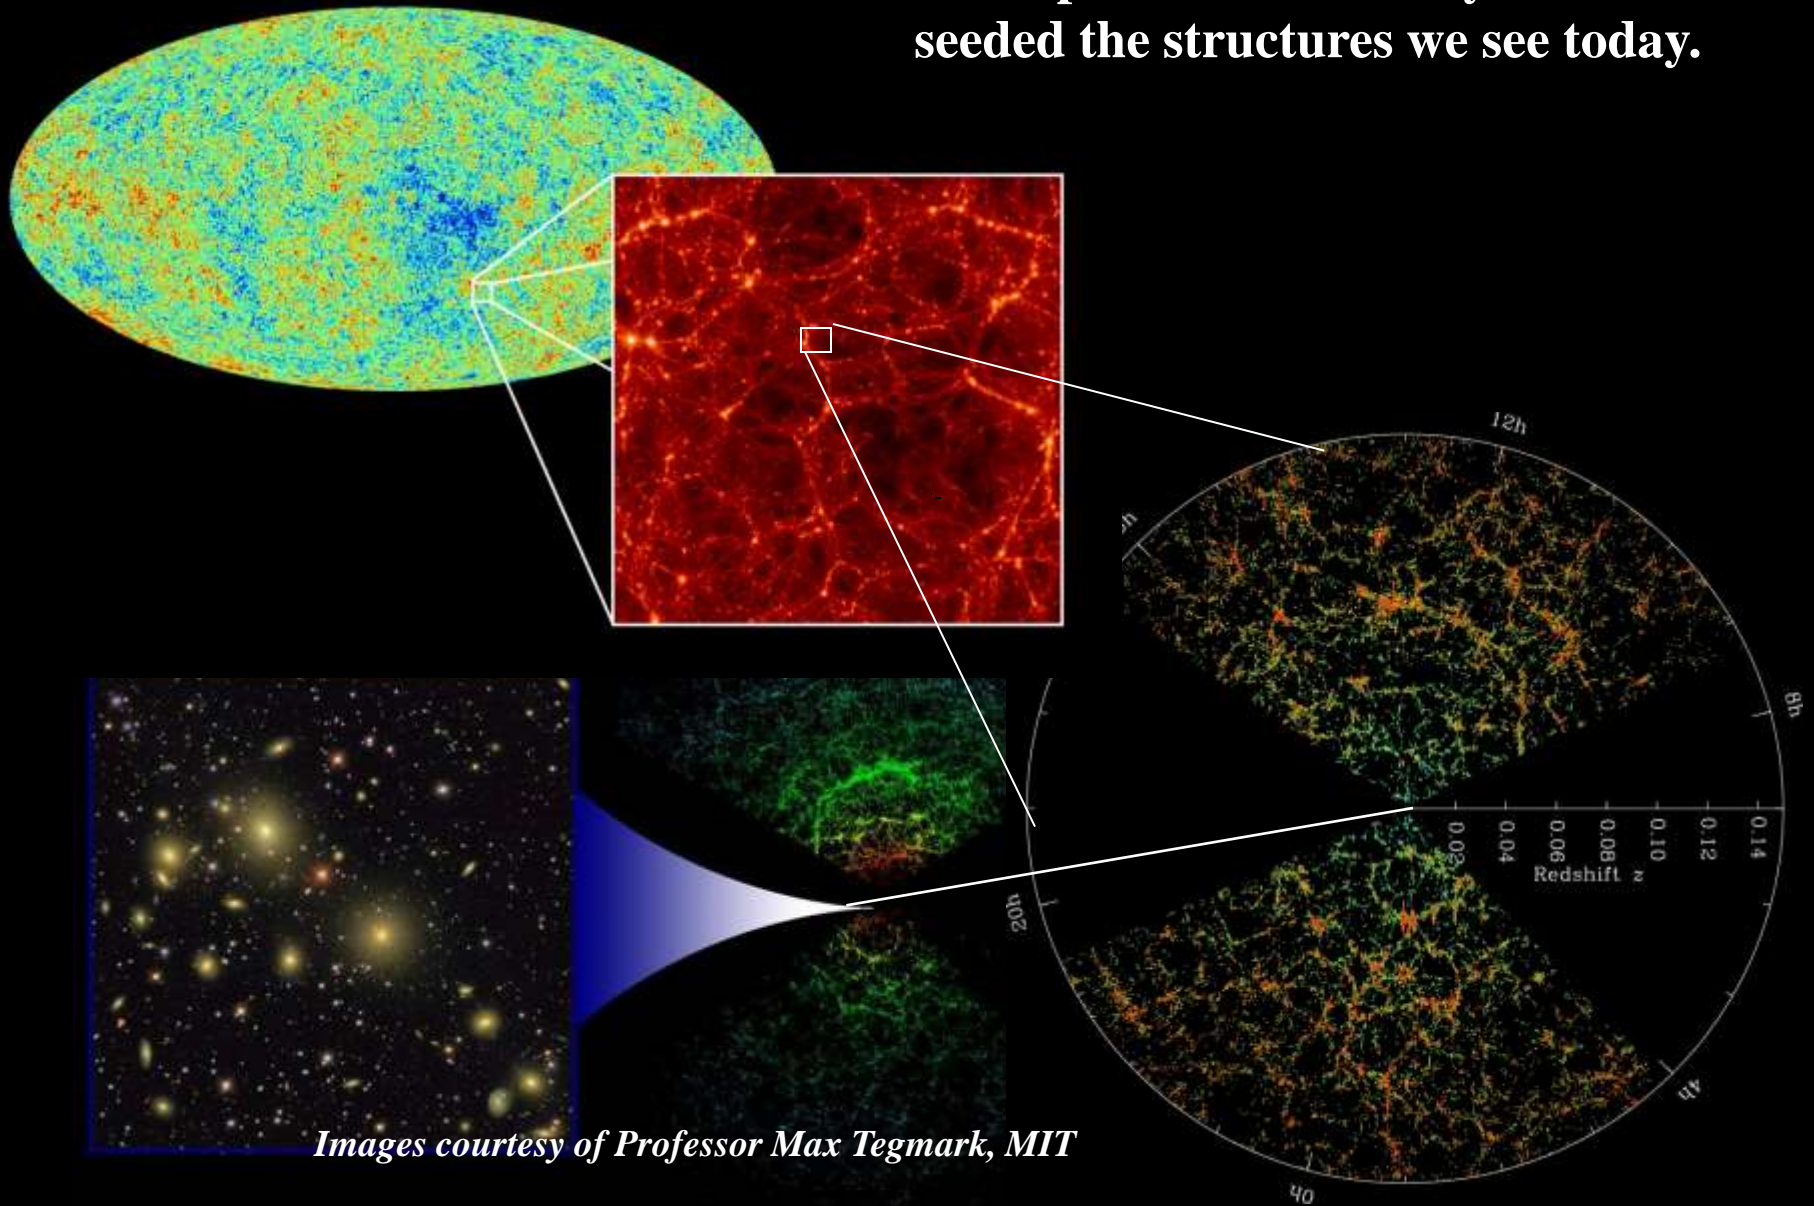 seeded the structures we see today.
12h
8h
0.02
0.04
0.06
0.08
0.10
0.12
0.14
Redshift z
20h
4h
0h
Images courtesy of Professor Max Tegmark, MIT